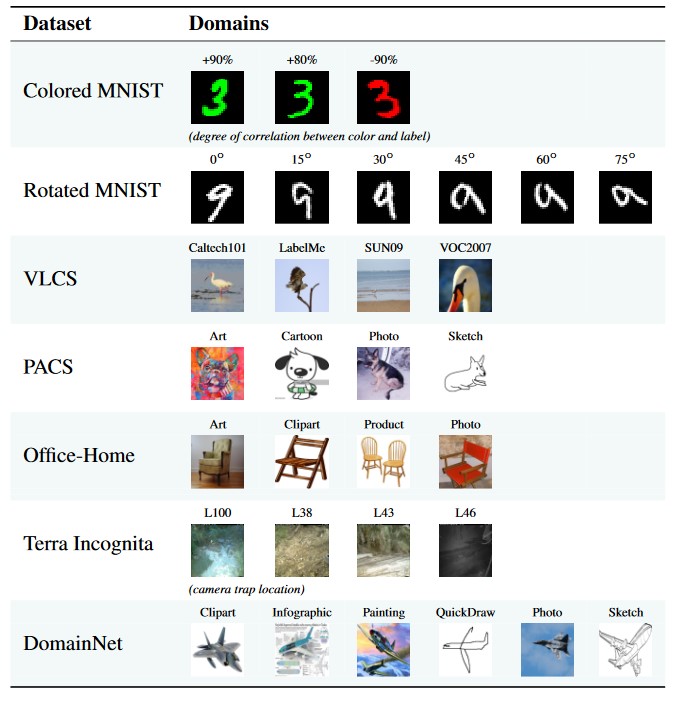 Dataset Domains
+90% +80% -90%
Colored MNIST
(degree of correlation between color and label)
0° 15° 30° 45° 60° 75°
Rotated MNIST
Caltech101 LabelMe SUN09 VOC2007
VLCS
Art Cartoon Photo Sketch
PACS
Art Clipart Product Photo
Office-Home
L100 L38 L43 L46
Terra Incognita
(camera trap location)
Clipart Infographic Painting QuickDraw Photo Sketch
DomainNet